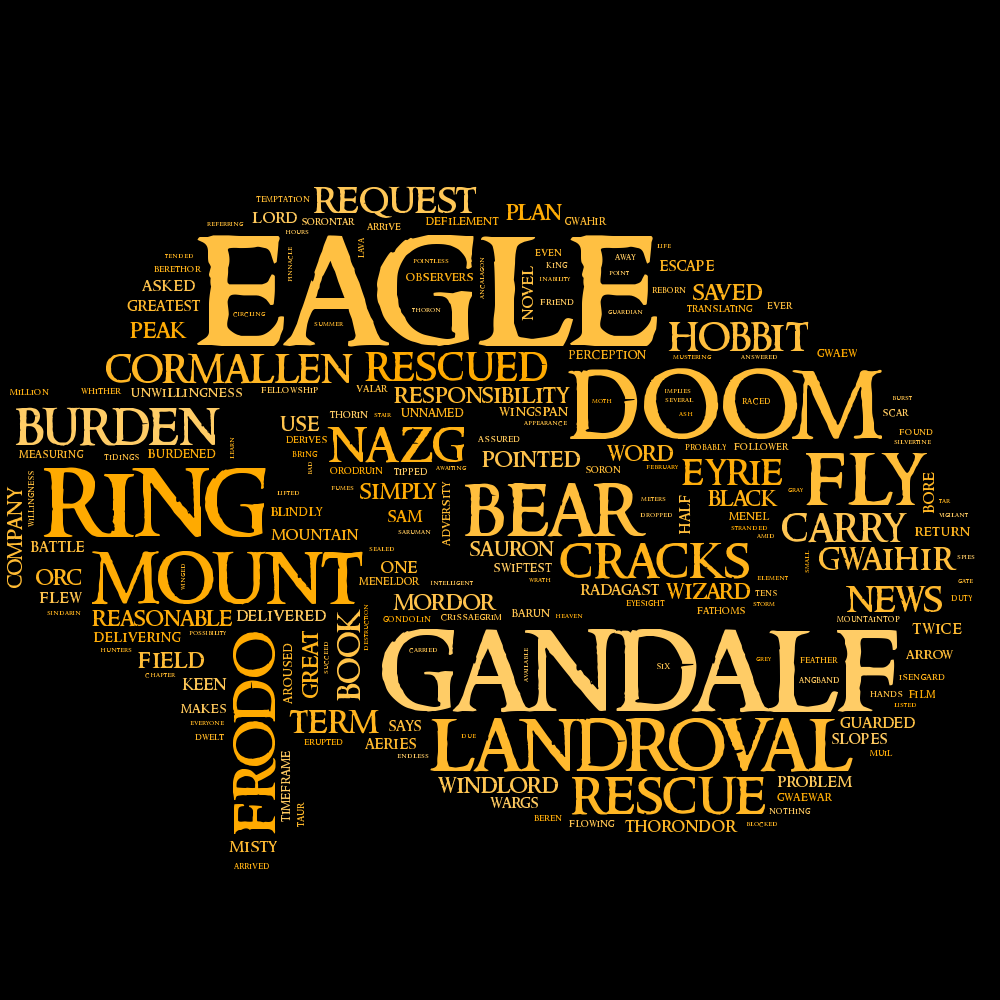 TEMPTATION
REQUEST
REFERRING
LORD
SORONTAR
HOURS
ARRIVE
DEFILEMENT
PLAN
GWAHIR
EAGLE
TENDED
BERETHOR
ASKED
GREATEST
PEAK
PINNACLE
LAVA
POINTLESS
OBSERVERS
ANCALAGON
THORON
CIRCLING
SUMMER
NOVEL
EVEN
KING
INABILITY
FRIEND
AWAY
POINT
GUARDIAN
LIFE
ESCAPE
REBORN
SAVED
TRANSLATING
EVER
HOBBIT
MUSTERING
ANSWERED
GWAEW
CORMALLEN
RESCUED
PERCEPTION
MILLION
WHITHER
UNWILLINGNESS
FELLOWSHIP
VALAR
RESPONSIBILITY
DOOM
MOTH
IMPLIES
SEVERAL
ASH
RACED
BURST
SCAR
FOUND
SILVERTINE
BURDEN
MEASURING
TIDINGS
BURDENED
LEARN
USE
DERIVES
BRING
BAD
THORIN
STAIR
UNNAMED
WINGSPAN
APPEARANCE
NAZG
ASSURED
ORODRUIN
TIPPED
AWAITING
POINTED
SORON
WORD
PROBABLY
FOLLOWER
FEBRUARY
EYRIE
FLY
BORE
TAR
VIGILANT
WILLINGNESS
COMPANY
RING
LIFTED
BLINDLY
FUMES
SIMPLY
SAM
SARUMAN
ADVERSITY
BEAR
METERS
DROPPED
HALF
BLACK
GRAY
MENEL
STRANDED
AMID
CARRY
RETURN
BATTLE
MOUNTAIN
SEALED
SAURON
SWIFTEST
WRATH
CRACKS
SMALL
GWAIHIR
SPIES
ORC
FLEW
SINDARIN
MOUNT
WINGED
ONE
MENELDOR
INTELLIGENT
RADAGAST
WIZARD
ELEMENT
TENS
STORM
EYESIGHT
FATHOMS
NEWS
GATE
DUTY
MOUNTAINTOP
REASONABLE
DELIVERED
MORDOR
GONDOLIN
CRISSAEGRIM
BARUN
HEAVEN
TWICE
DELIVERING
POSSIBILITY
HUNTERS
FIELD
CHAPTER
KEEN
MAKES
EVERYONE
DWELT
FRODO
AROUSED
GREAT
SUCCEED
BOOK
DESTRUCTION
GANDALF
CARRIED
AVAILABLE
SIX
GREY
FEATHER
ANGBAND
ARROW
ISENGARD
HANDS
FILM
LISTED
TERM
SAYS
ERUPTED
AERIES
ENDLESS
DUE
LANDROVAL
GUARDED
SLOPES
MUIL
TIMEFRAME
TAUR
WINDLORD
WARGS
RESCUE
PROBLEM
GWAEWAR
NOTHING
BEREN
FLOWING
THORONDOR
BLOCKED
MISTY
ARRIVED